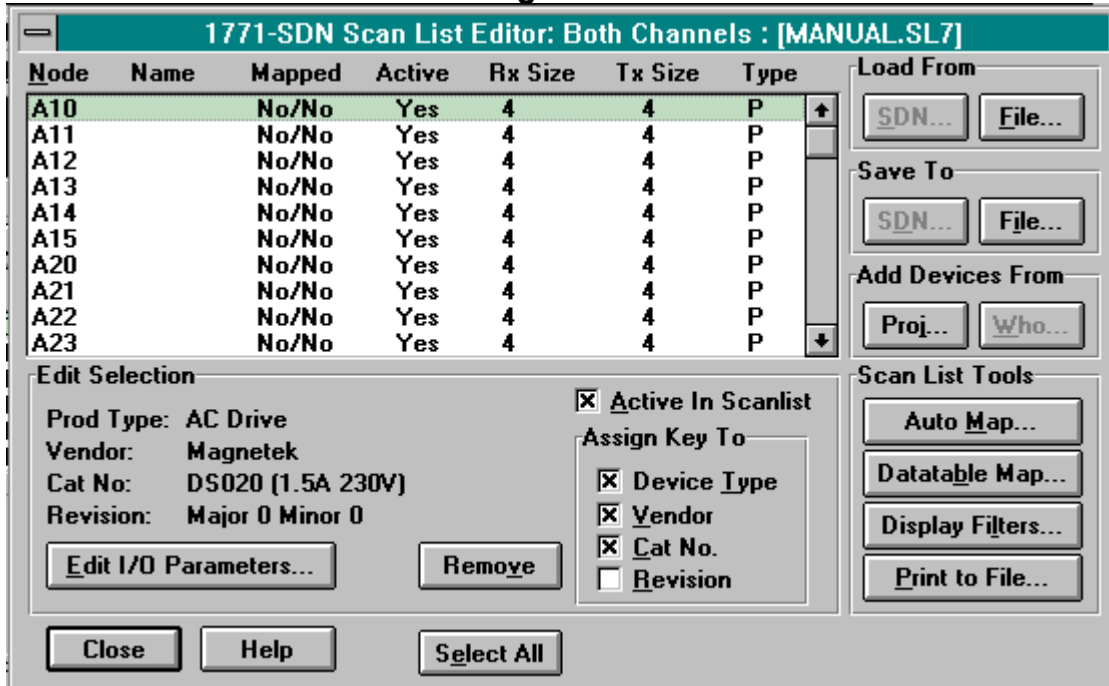 1771-SDN Scan List Editor: Both Channels : [MANUAL.SL7]
Node Name Mapped Active Rx Size Tx Size Type
A10 No/No Yes 4 4 P
A11 No/No Yes 4 4 P
A12 No/No Yes 4 4 P
A13 No/No Yes 4 4 P
A14 No/No Yes 4 4 P
A15 No/No Yes 4 4 P
A20 No/No Yes 4 4 P
A21 No/No Yes 4 4 P
A22 No/No Yes 4 4 P
A23 No/No Yes 4 4 P
Load From
SDN... File...
Save To
SDN... File...
Add Devices From
Proj... Who...
Edit Selection
Prod Type: AC Drive
Vendor: Magnetek
Cat No: DS020 (1.5A 230V)
Revision: Major 0 Minor 0
Edit I/O Parameters... Remove
Active In Scanlist
Assign Key To
Device Type
Vendor
Cat No.
Revision
Scan List Tools
Auto Map...
Datatable Map...
Display Filters...
Print to File...
Close Help Select All